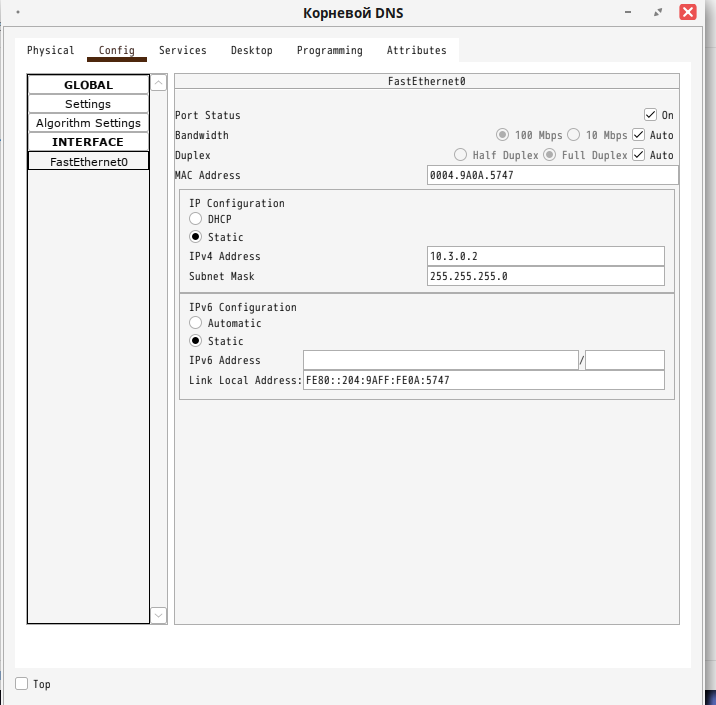 Корневой DNS
Physical Config Services Desktop Programming Attributes
GLOBAL
Settings
Algorithm Settings
INTERFACE
FastEthernet0
FastEthernet0
Port Status On
Bandwidth 100 Mbps 10 Mbps Auto
Duplex Half Duplex Full Duplex Auto
MAC Address 0004.9A0A.5747
IP Configuration
DHCP
Static
IPv4 Address 10.3.0.2
Subnet Mask 255.255.255.0
IPv6 Configuration
Automatic
Static
IPv6 Address /
Link Local Address: FE80::204:9AFF:FE0A:5747
Top